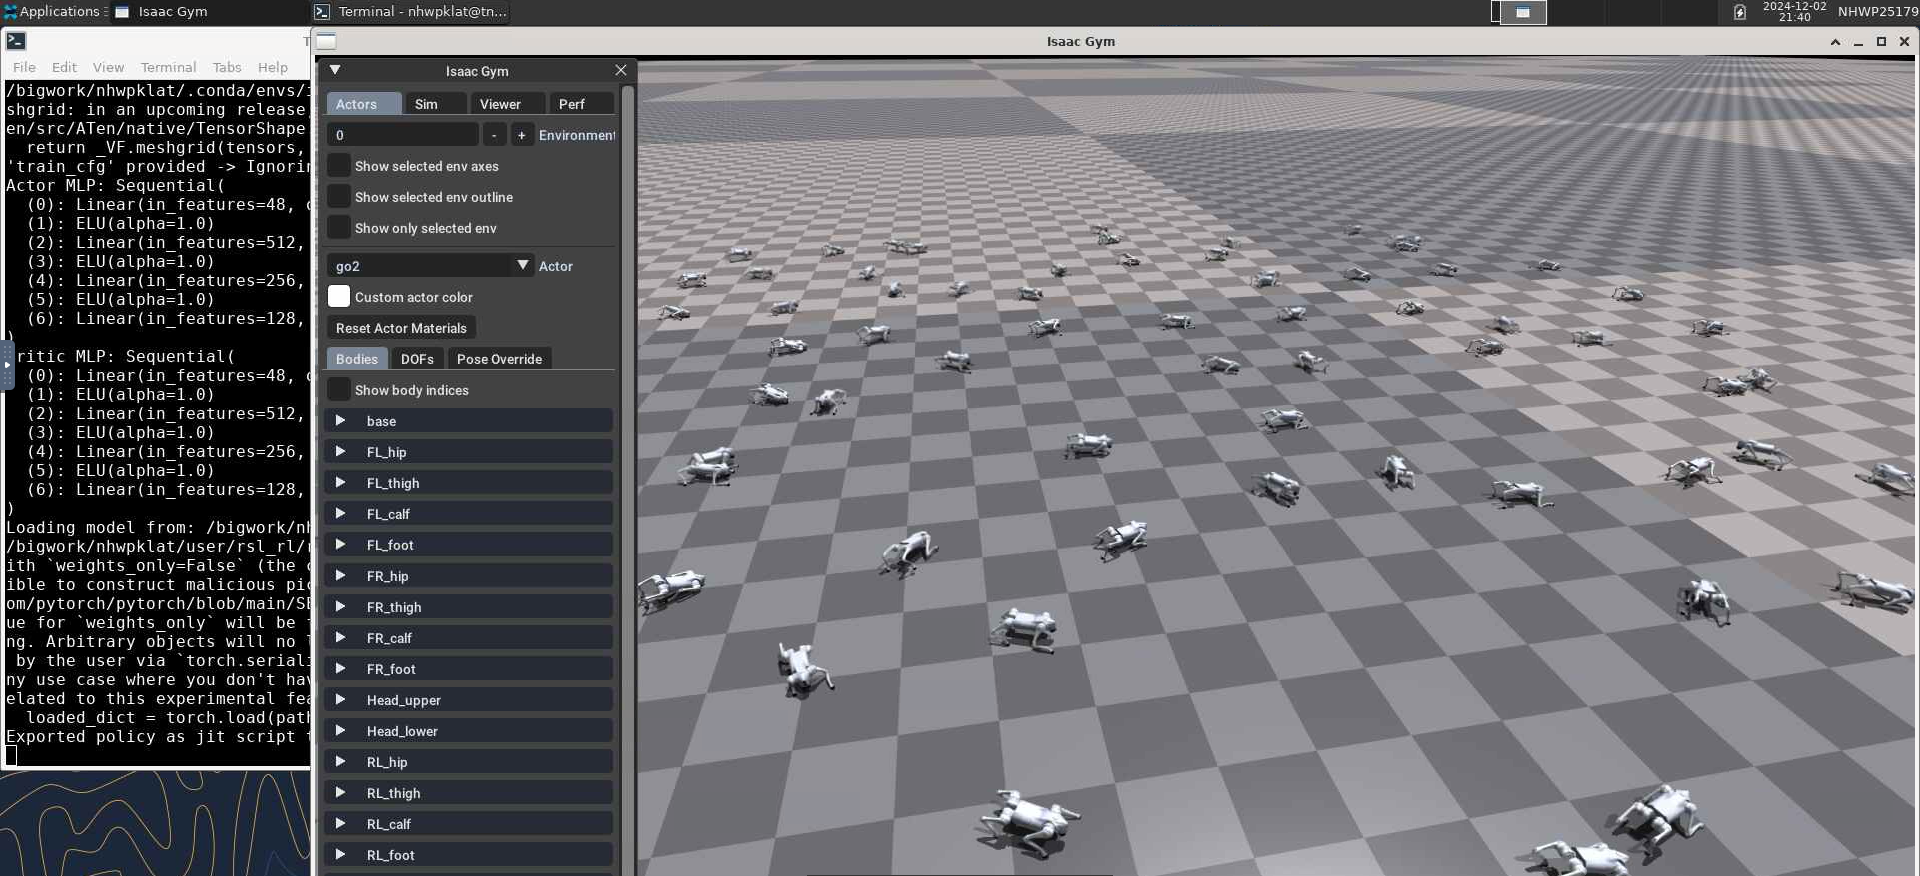 Applications
Isaac Gym
Terminal - nhwpklat@tn...
2024-12-02
21:40
NHWP25179
File Edit View Terminal Tabs Help
/bigwork/nhwpklat/.conda/envs/
shgrid: in an upcoming release
en/src/ATen/native/TensorShape
return _VF.meshgrid(tensors,
'train_cfg' provided -> Ignorin
Actor MLP: Sequential(
(0): Linear(in_features=48,
(1): ELU(alpha=1.0)
(2): Linear(in_features=512,
(3): ELU(alpha=1.0)
(4): Linear(in_features=256,
(5): ELU(alpha=1.0)
(6): Linear(in_features=128,
)
ritic MLP: Sequential(
(0): Linear(in_features=48,
(1): ELU(alpha=1.0)
(2): Linear(in_features=512,
(3): ELU(alpha=1.0)
(4): Linear(in_features=256,
(5): ELU(alpha=1.0)
(6): Linear(in_features=128,
)
Loading model from: /bigwork/nh
/bigwork/nhwpklat/user/rsl_rl/
ith `weights_only=False` (the
ible to construct malicious pic
om/pytorch/pytorch/blob/main/SE
ue for `weights_only` will be
ng. Arbitrary objects will no
by the user via `torch.seriali
ny use case where you don't hav
elated to this experimental fea
loaded_dict = torch.load(path
Exported policy as jit script
Isaac Gym
Isaac Gym
Actors Sim Viewer Perf
0 - + Environment
Show selected env axes
Show selected env outline
Show only selected env
go2 Actor
Custom actor color
Reset Actor Materials
Bodies DOFs Pose Override
Show body indices
base
FL_hip
FL_thigh
FL_calf
FL_foot
FR_hip
FR_thigh
FR_calf
FR_foot
Head_upper
Head_lower
RL_hip
RL_thigh
RL_calf
RL_foot